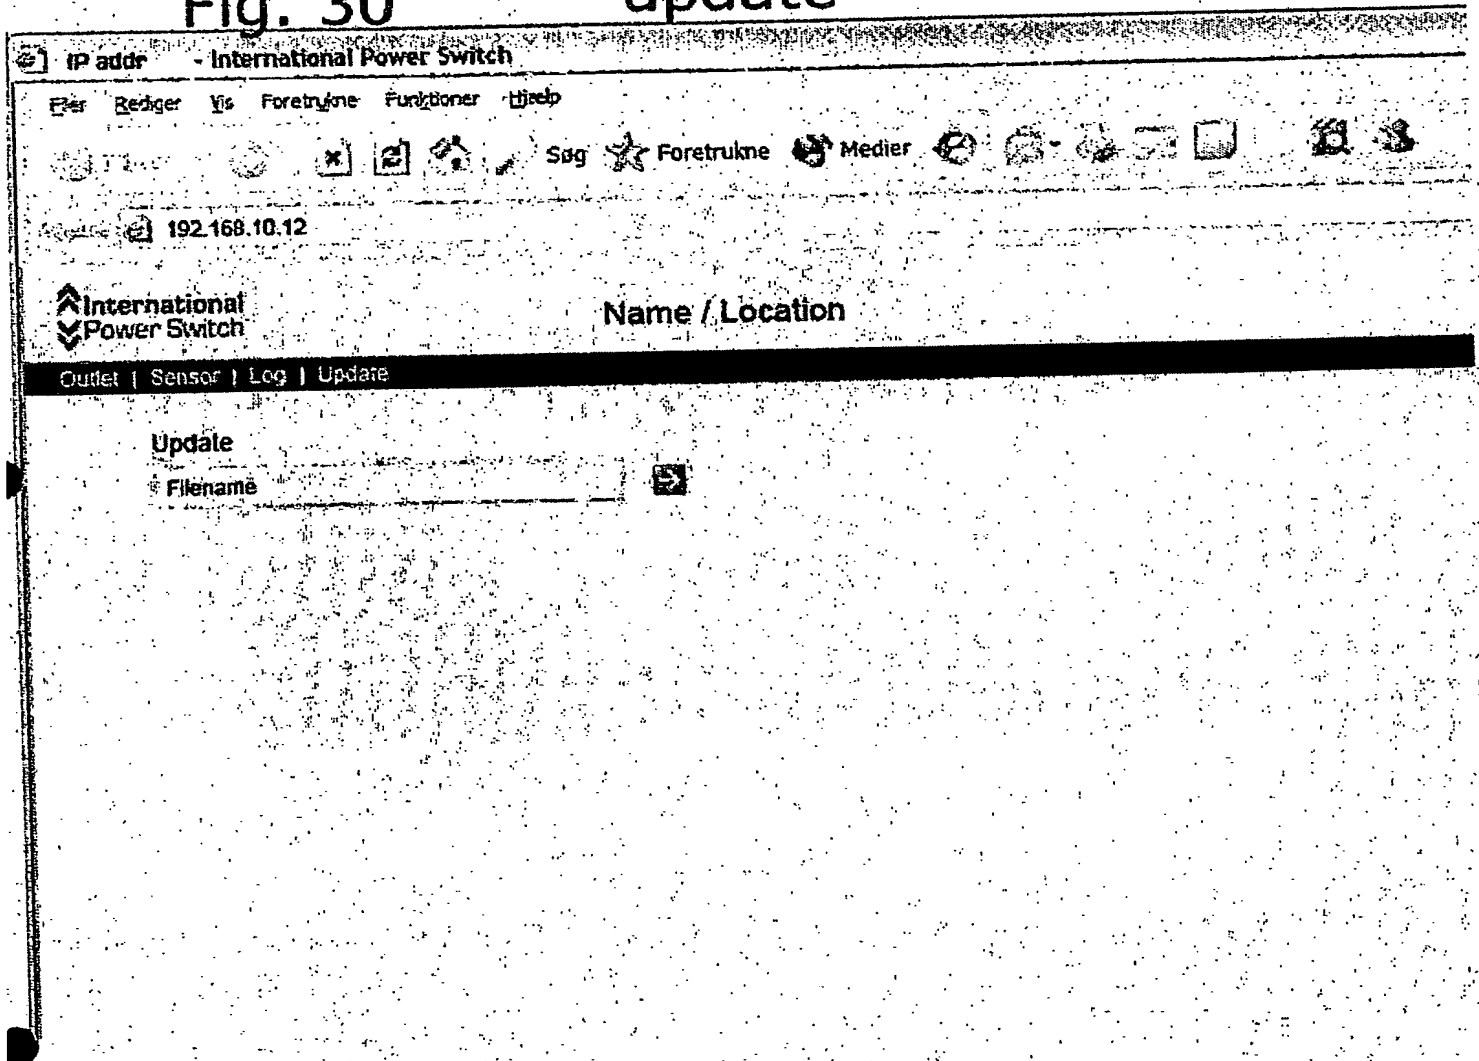 Fig. 30 update
IP addr - International Power Switch
Filer Rediger Vis Foretrukne Funktioner Hjælp
Søg Foretrukne Medier
192.168.10.12
International
Power Switch
Name / Location
Outlet | Sensor | Log | Update
Update
Filename